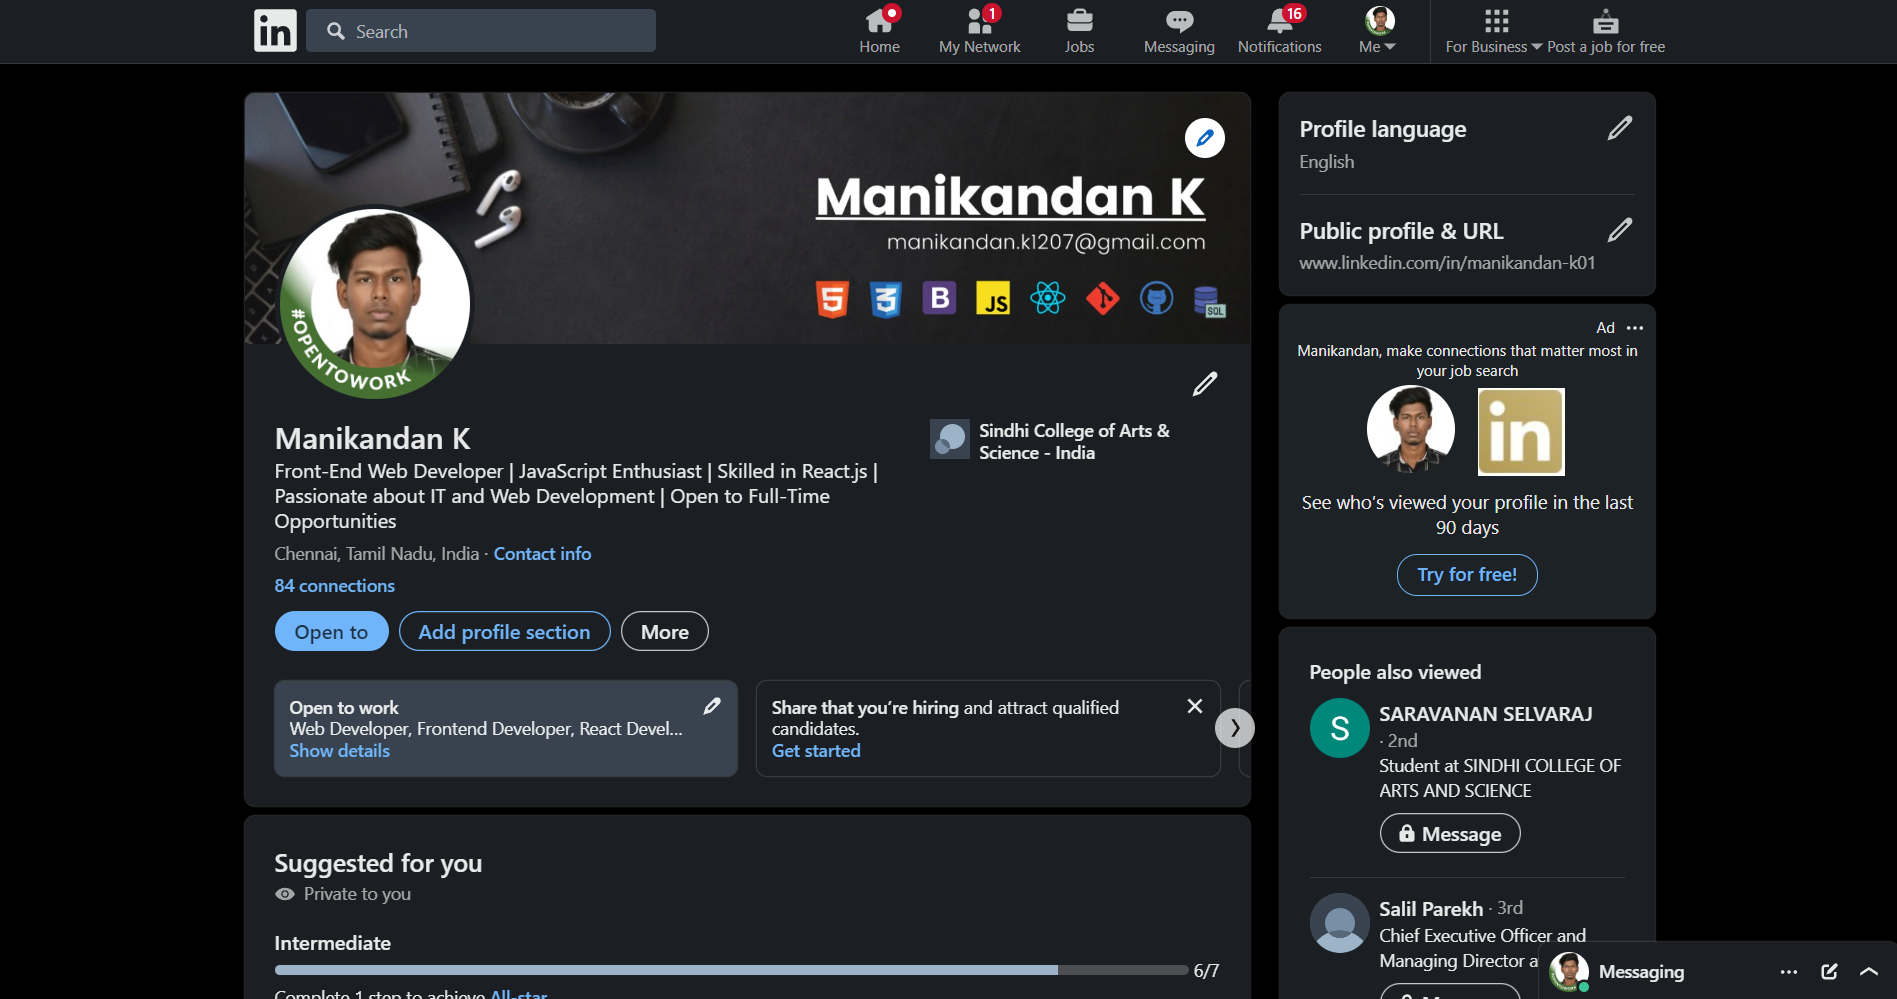 in
Search
Home
1
My Network
Jobs
Messaging
16
Notifications
Me
For Business
Post a job for free
Manikandan K
manikandan.k1207@gmail.com
5
3
B
JS
SQL
#OPENTOWORK
Manikandan K
Front-End Web Developer | JavaScript Enthusiast | Skilled in React.js |
Passionate about IT and Web Development | Open to Full-Time
Opportunities
Chennai, Tamil Nadu, India · Contact info
84 connections
Sindhi College of Arts &
Science - India
Open to
Add profile section
More
Open to work
Web Developer, Frontend Developer, React Devel...
Show details
Share that you're hiring and attract qualified
candidates.
Get started
Suggested for you
Private to you
Intermediate
6/7
Complete 1 step to achieve All-star
Profile language
English
Public profile & URL
www.linkedin.com/in/manikandan-k01
Ad
Manikandan, make connections that matter most in
your job search
in
See who's viewed your profile in the last
90 days
Try for free!
People also viewed
S
SARAVANAN SELVARAJ
· 2nd
Student at SINDHI COLLEGE OF
ARTS AND SCIENCE
Message
Salil Parekh · 3rd
Chief Executive Officer and
Managing Director a
Messaging